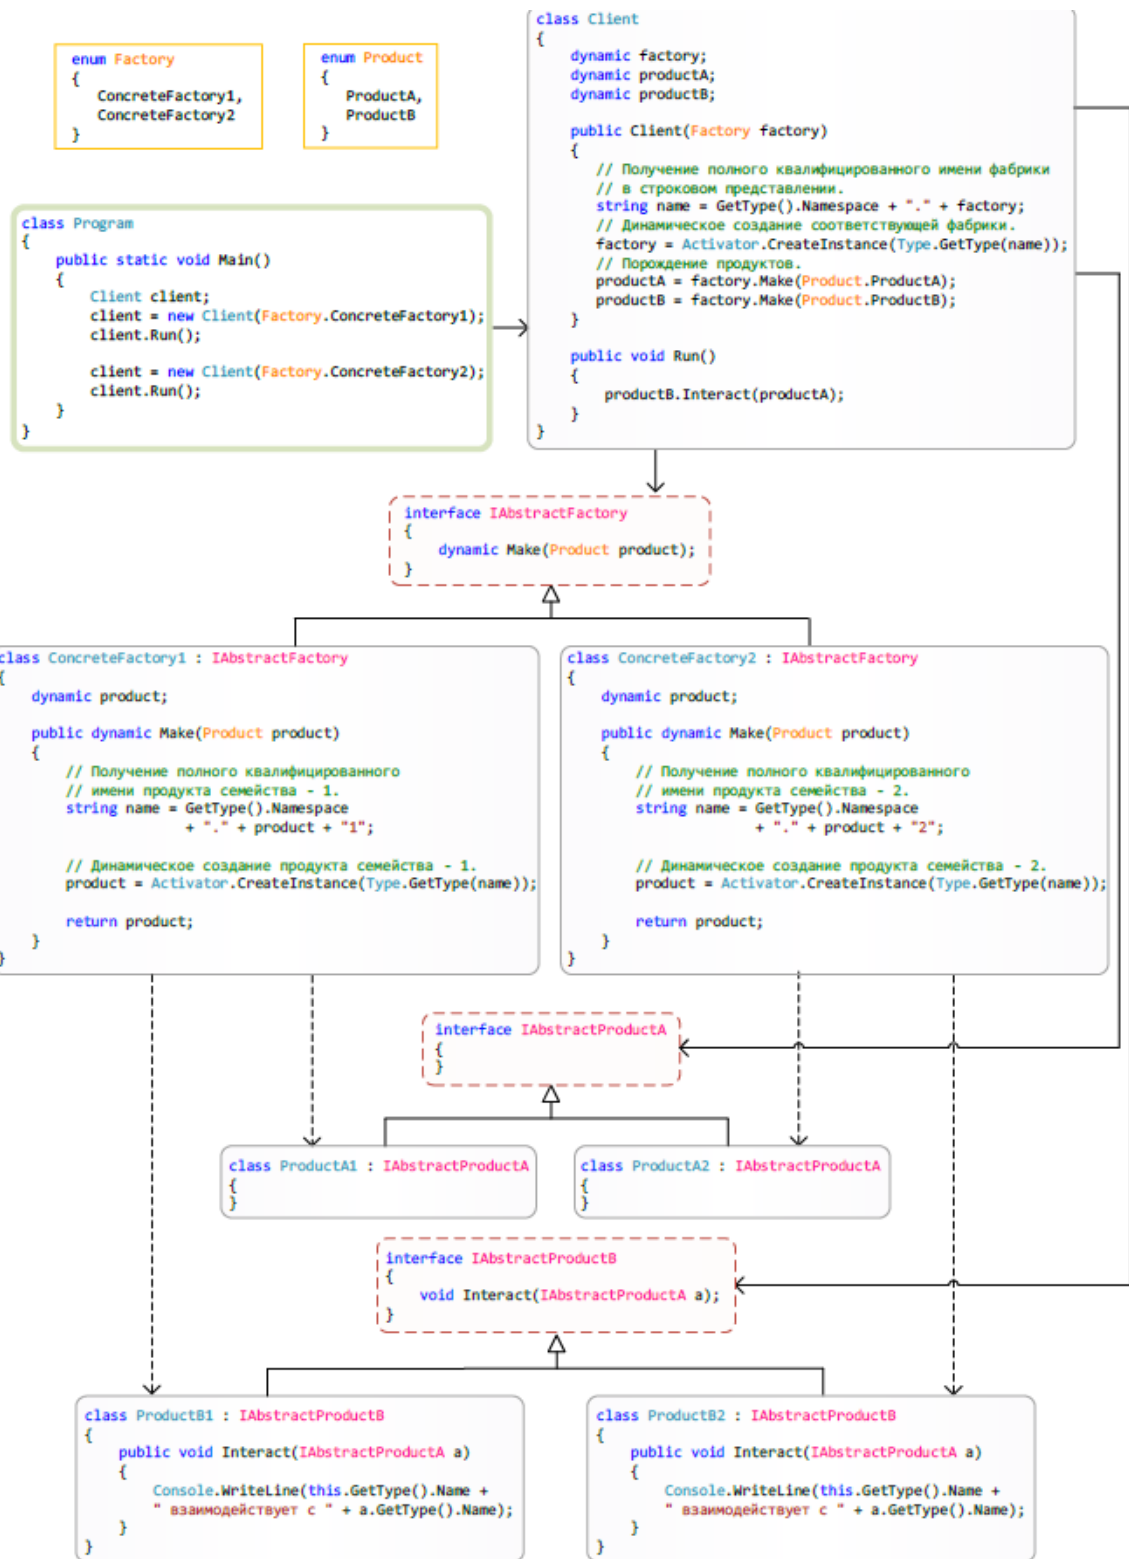 enum Factory
{
ConcreteFactory1,
ConcreteFactory2
}
enum Product
{
ProductA,
ProductB
}
class Client
{
dynamic factory;
dynamic productA;
dynamic productB;
public Client(Factory factory)
{
// Получение полного квалифицированного имени фабрики
// в строковом представлении.
string name = GetType().Namespace + "." + factory;
// Динамическое создание соответствующей фабрики.
factory = Activator.CreateInstance(Type.GetType(name));
// Порождение продуктов.
productA = factory.Make(Product.ProductA);
productB = factory.Make(Product.ProductB);
}
public void Run()
{
productB.Interact(productA);
}
}
class Program
{
public static void Main()
{
Client client;
client = new Client(Factory.ConcreteFactory1);
client.Run();
client = new Client(Factory.ConcreteFactory2);
client.Run();
}
}
interface IAbstractFactory
{
dynamic Make(Product product);
}
class ConcreteFactory1 : IAbstractFactory
{
dynamic product;
public dynamic Make(Product product)
{
// Получение полного квалифицированного
// имени продукта семейства - 1.
string name = GetType().Namespace
+ "." + product + "1";
// Динамическое создание продукта семейства - 1.
product = Activator.CreateInstance(Type.GetType(name));
return product;
}
}
class ConcreteFactory2 : IAbstractFactory
{
dynamic product;
public dynamic Make(Product product)
{
// Получение полного квалифицированного
// имени продукта семейства - 2.
string name = GetType().Namespace
+ "." + product + "2";
// Динамическое создание продукта семейства - 2.
product = Activator.CreateInstance(Type.GetType(name));
return product;
}
}
interface IAbstractProductA
{
}
class ProductA1 : IAbstractProductA
{
}
class ProductA2 : IAbstractProductA
{
}
interface IAbstractProductB
{
void Interact(IAbstractProductA a);
}
class ProductB1 : IAbstractProductB
{
public void Interact(IAbstractProductA a)
{
Console.WriteLine(this.GetType().Name +
" взаимодействует с " + a.GetType().Name);
}
}
class ProductB2 : IAbstractProductB
{
public void Interact(IAbstractProductA a)
{
Console.WriteLine(this.GetType().Name +
" взаимодействует с " + a.GetType().Name);
}
}